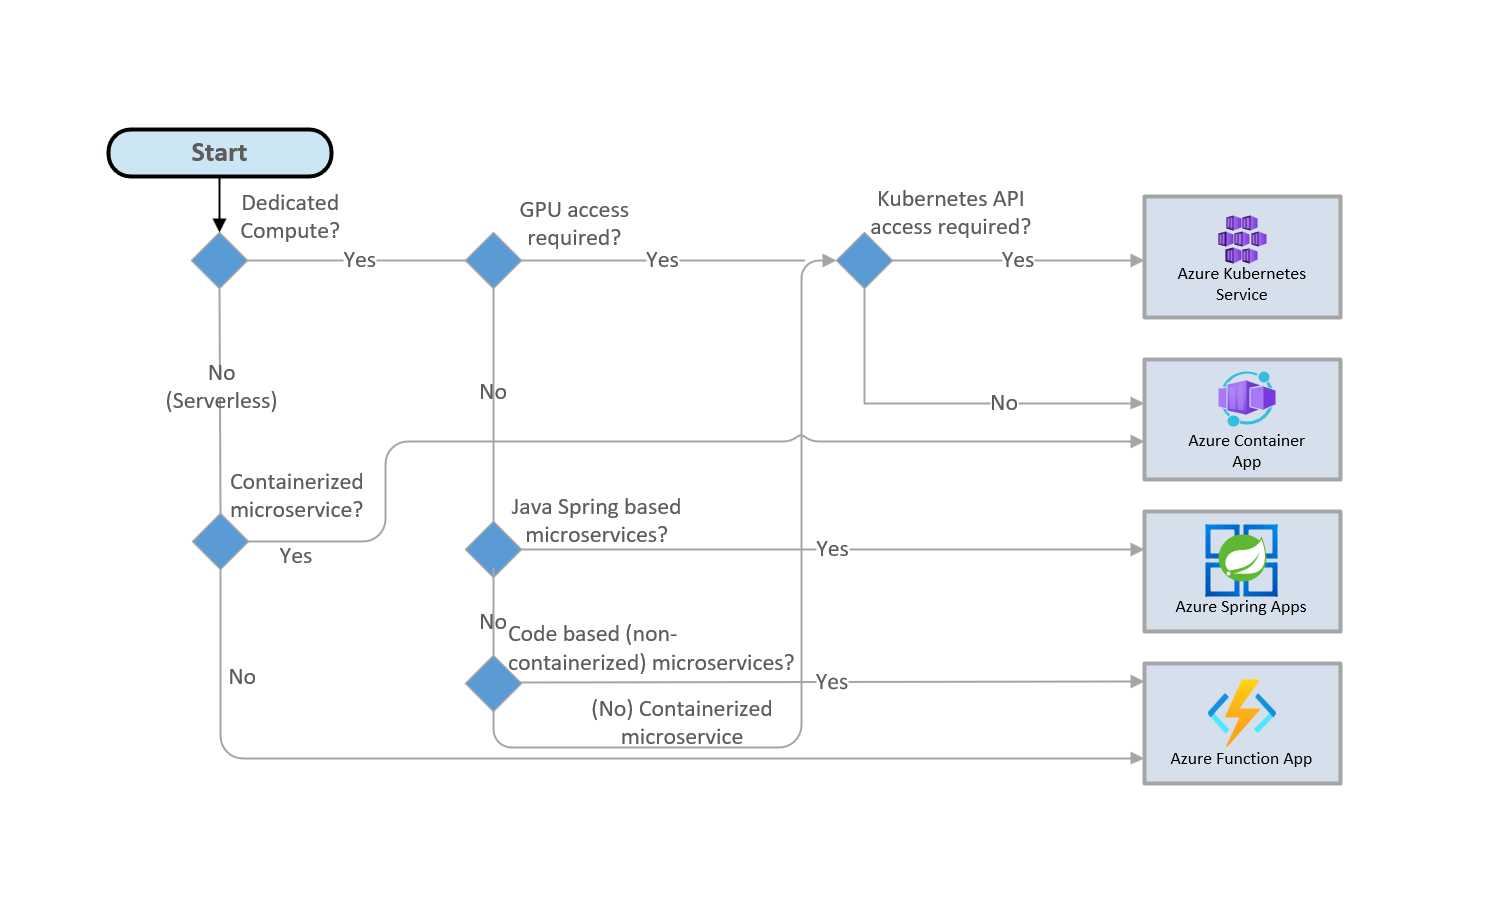 Start
Dedicated
Compute?
Yes
GPU access
required?
Yes
Kubernetes API
access required?
Yes
Azure Kubernetes
Service
No
(Serverless)
No
No
Azure Container
App
Containerized
microservice?
Yes
Java Spring based
microservices?
Yes
Azure Spring Apps
No
Code based (non-
containerized) microservices?
Yes
No
(No) Containerized
microservice
Azure Function App